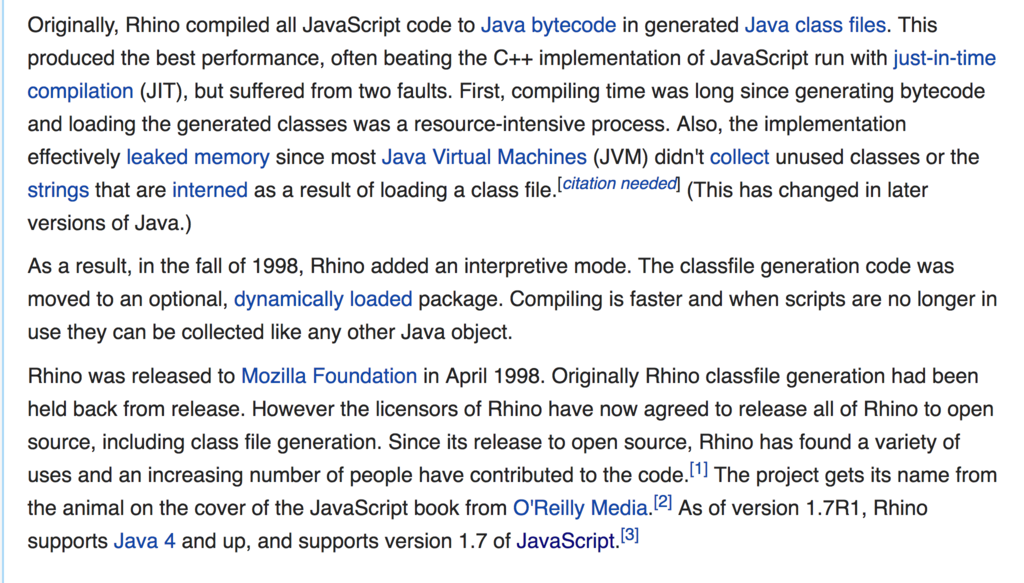 Originally, Rhino compiled all JavaScript code to Java bytecode in generated Java class files. This
produced the best performance, often beating the C++ implementation of JavaScript run with just-in-time
compilation (JIT), but suffered from two faults. First, compiling time was long since generating bytecode
and loading the generated classes was a resource-intensive process. Also, the implementation
effectively leaked memory since most Java Virtual Machines (JVM) didn't collect unused classes or the
strings that are interned as a result of loading a class file.[citation needed] (This has changed in later
versions of Java.)
As a result, in the fall of 1998, Rhino added an interpretive mode. The classfile generation code was
moved to an optional, dynamically loaded package. Compiling is faster and when scripts are no longer in
use they can be collected like any other Java object.
Rhino was released to Mozilla Foundation in April 1998. Originally Rhino classfile generation had been
held back from release. However the licensors of Rhino have now agreed to release all of Rhino to open
source, including class file generation. Since its release to open source, Rhino has found a variety of
uses and an increasing number of people have contributed to the code.[1] The project gets its name from
the animal on the cover of the JavaScript book from O'Reilly Media.[2] As of version 1.7R1, Rhino
supports Java 4 and up, and supports version 1.7 of JavaScript.[3]